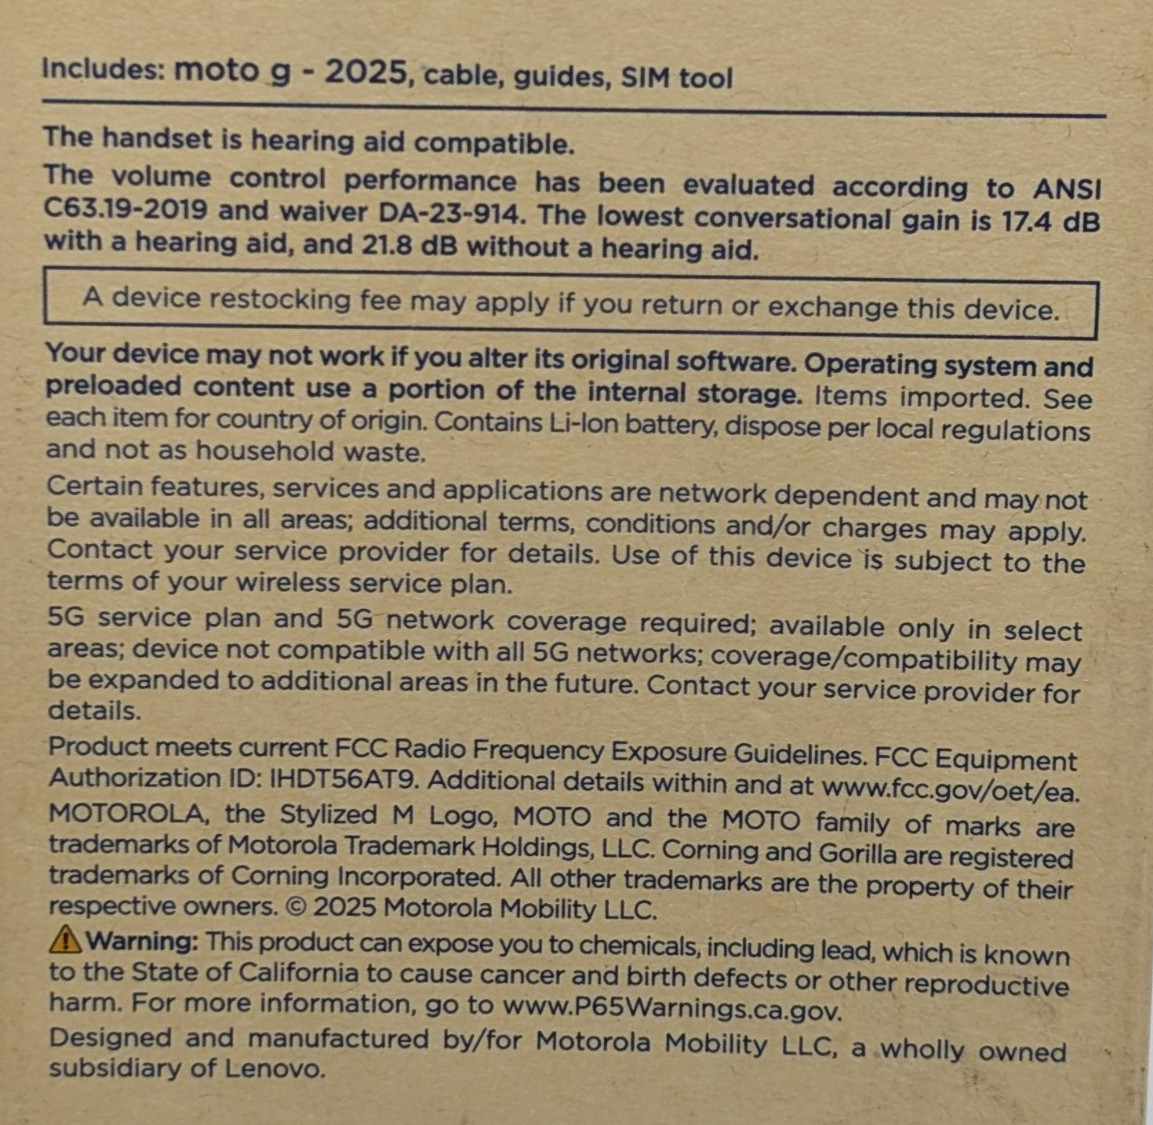 Includes: moto g - 2025, cable, guides, SIM tool
The handset is hearing aid compatible.
The volume control performance has been evaluated according to ANSI
C63.19-2019 and waiver DA-23-914. The lowest conversational gain is 17.4 dB
with a hearing aid, and 21.8 dB without a hearing aid.
A device restocking fee may apply if you return or exchange this device.
Your device may not work if you alter its original software. Operating system and
preloaded content use a portion of the internal storage. Items imported. See
each item for country of origin. Contains Li-Ion battery, dispose per local regulations
and not as household waste.
Certain features, services and applications are network dependent and may not
be available in all areas; additional terms, conditions and/or charges may apply.
Contact your service provider for details. Use of this device is subject to the
terms of your wireless service plan.
5G service plan and 5G network coverage required; available only in select
areas; device not compatible with all 5G networks; coverage/compatibility may
be expanded to additional areas in the future. Contact your service provider for
details.
Product meets current FCC Radio Frequency Exposure Guidelines. FCC Equipment
Authorization ID: IHDT56AT9. Additional details within and at www.fcc.gov/oet/ea.
MOTOROLA, the Stylized M Logo, MOTO and the MOTO family of marks are
trademarks of Motorola Trademark Holdings, LLC. Corning and Gorilla are registered
trademarks of Corning Incorporated. All other trademarks are the property of their
respective owners. © 2025 Motorola Mobility LLC.
⚠ Warning: This product can expose you to chemicals, including lead, which is known
to the State of California to cause cancer and birth defects or other reproductive
harm. For more information, go to www.P65Warnings.ca.gov.
Designed and manufactured by/for Motorola Mobility LLC, a wholly owned
subsidiary of Lenovo.